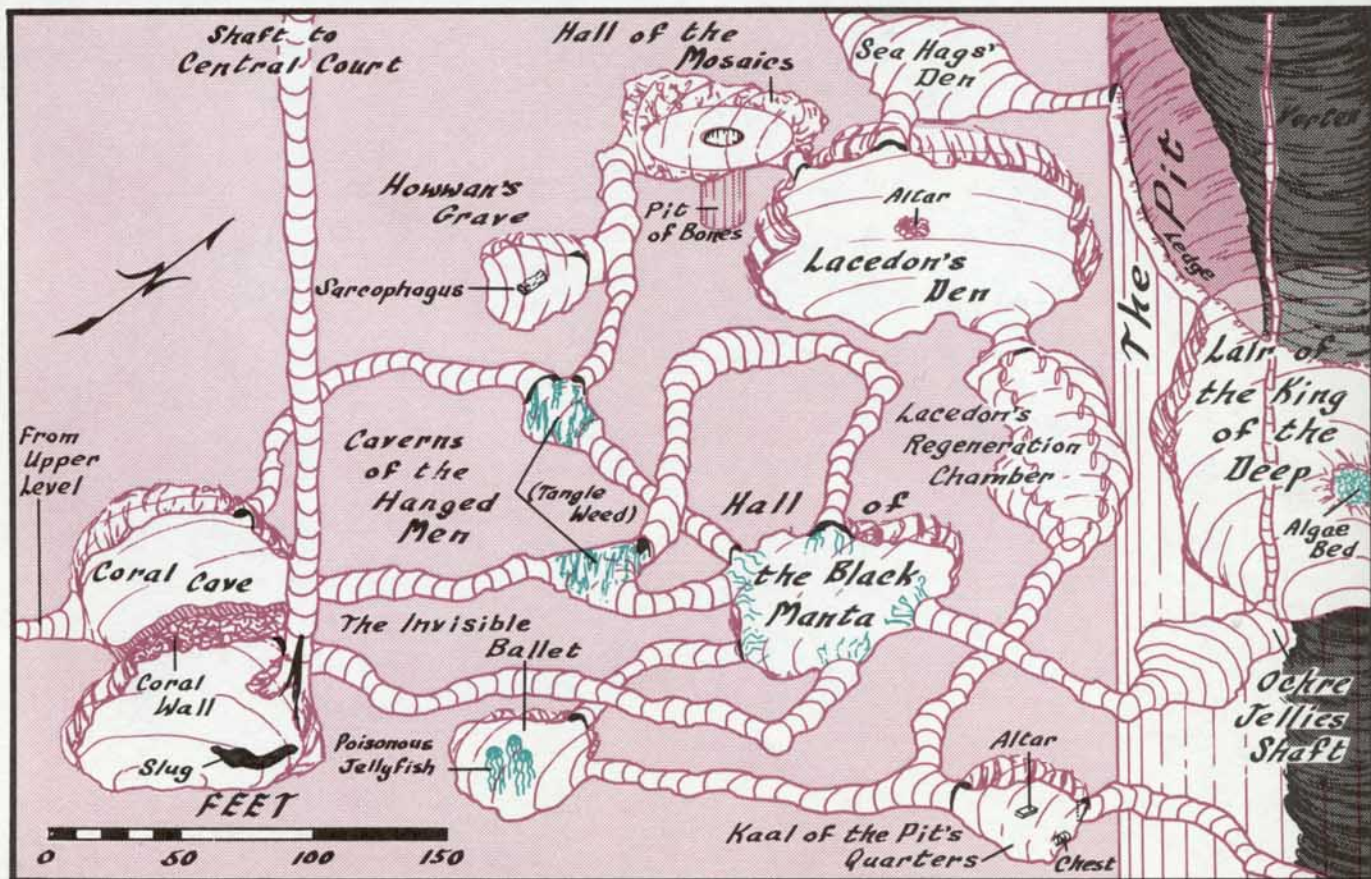 Shaft to
Central Court
Hall of the
Mosaics
Sea Hags'
Den
Vortex
The Pit
Ledge
Howwan's
Grave
Pit
of Bones
Altar
Sarcophagus
Lacedon's
Den
Lair of
the King
of the
Deep
From
Upper
Level
Caverns
of the
Hanged
Men
(Tangle
Weed)
Lacedon's
Regeneration
Chamber
Hall of
the Black
Manta
Algae
Bed
Coral Cave
The Invisible
Ballet
Coral
Wall
Slug
Poisonous
Jellyfish
Altar
Ochre
Jellies
Shaft
Kaal of the Pit's
Quarters
Chest
FEET
0 50 100 150